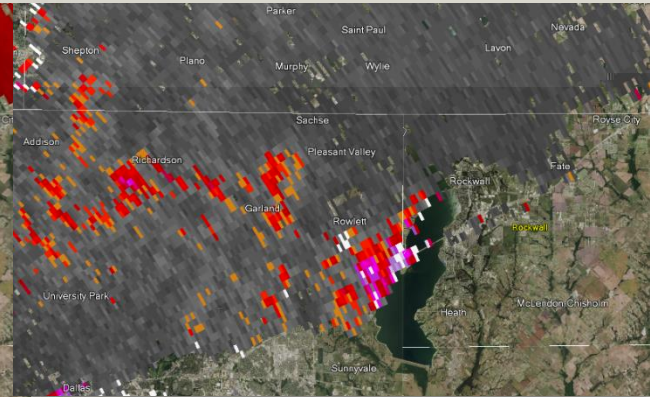 Parker
Saint Paul
Nevada
Shepton
Lavon
Plano
Murphy
Wylie
Sachse
Royse City
Addison
Pleasant Valley
Richardson
Fate
Rockwall
Garland
Rowlett
Rockwall
University Park
McLendon-Chisholm
Heath
Sunnyvale
Dallas